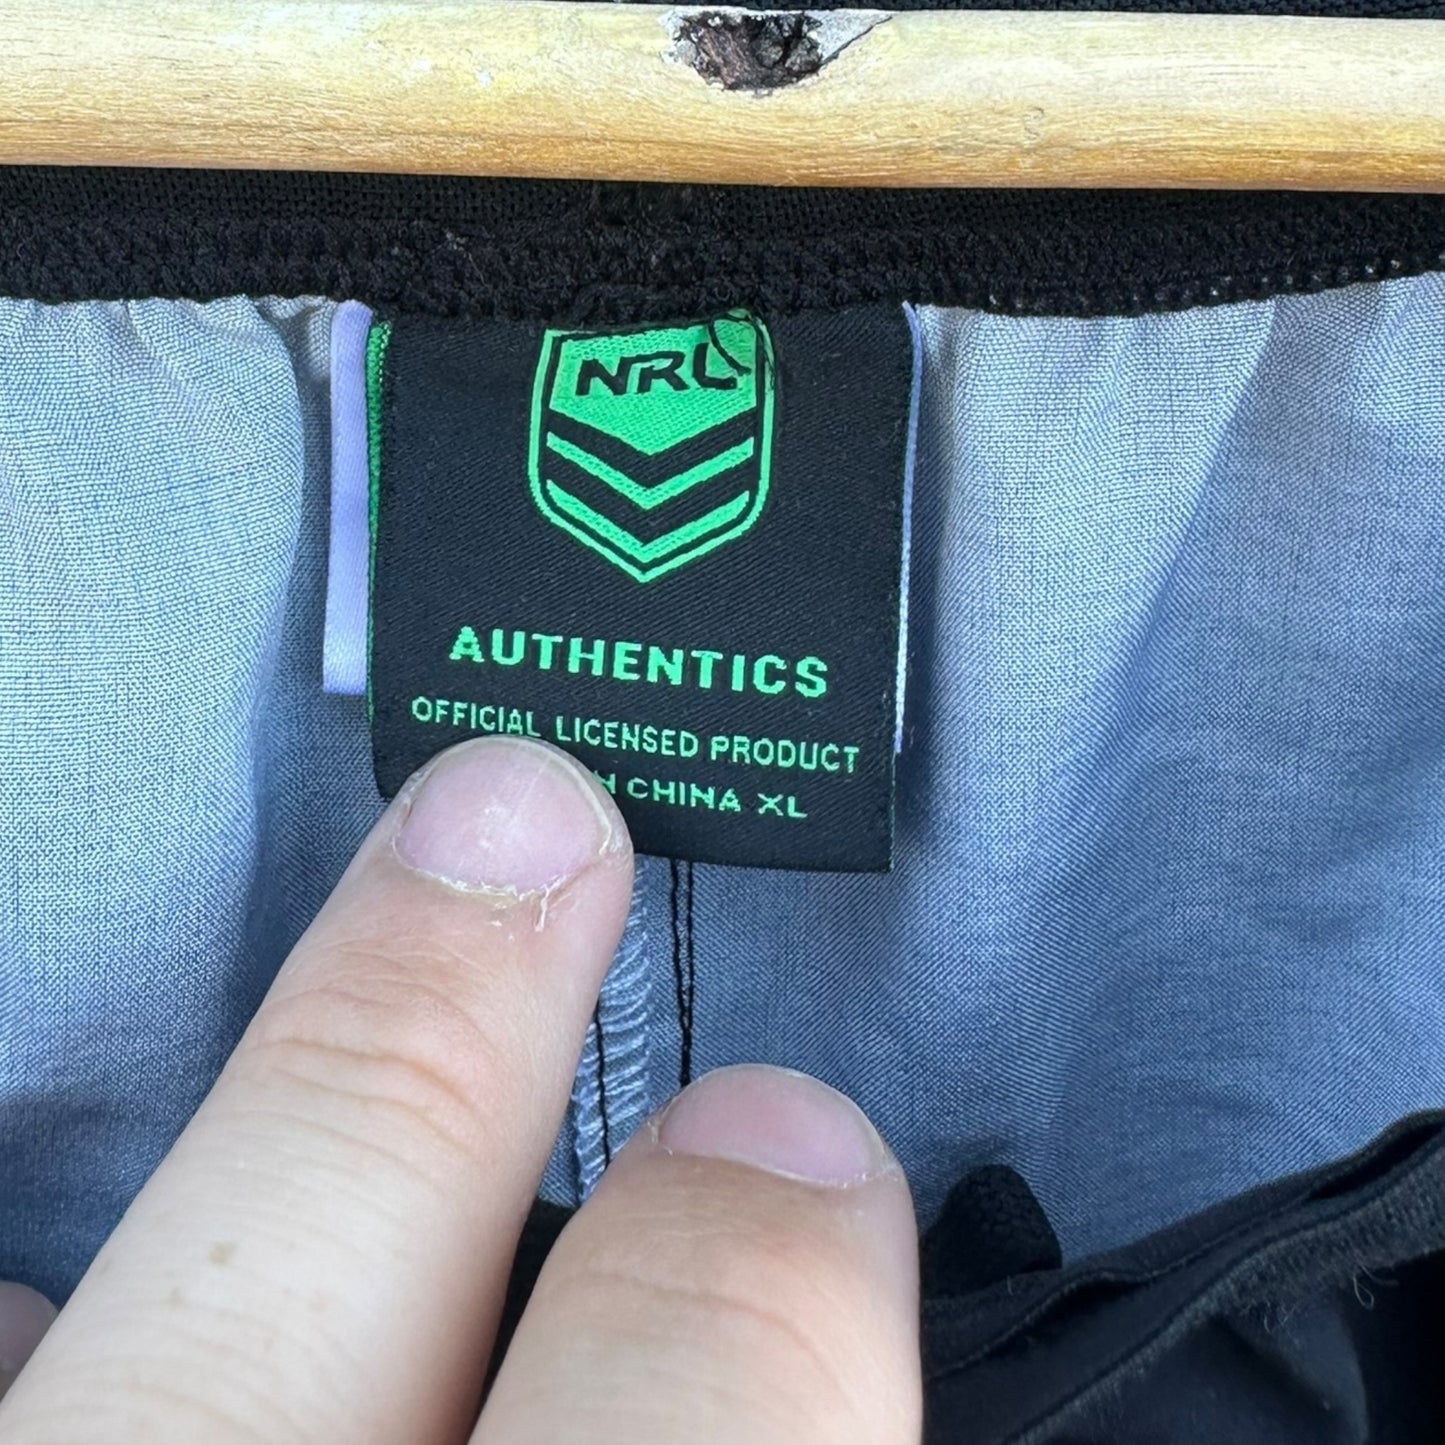 NRL
AUTHENTICS
OFFICIAL LICENSED PRODUCT
CHINA XL